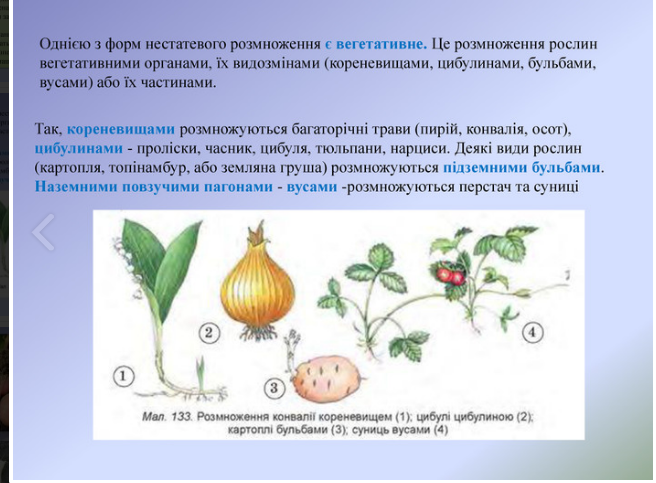 Однією з форм нестатевого розмноження є вегетативне. Це розмноження рослин
вегетативними органами, їх видозмінами (кореневищами, цибулинами, бульбами,
вусами) або їх частинами.
Так, кореневищами розмножуються багаторічні трави (пирій, конвалія, осот),
цибулинами - проліски, часник, цибуля, тюльпани, нарциси. Деякі види рослин
(картопля, топінамбур, або земляна груша) розмножуються підземними бульбами.
Наземними повзучими пагонами - вусами -розмножуються перстач та суниці
1
2
3
4
Мал. 133. Розмноження конвалії кореневищем (1); цибулі цибулиною (2);
картоплі бульбами (3); суниць вусами (4)